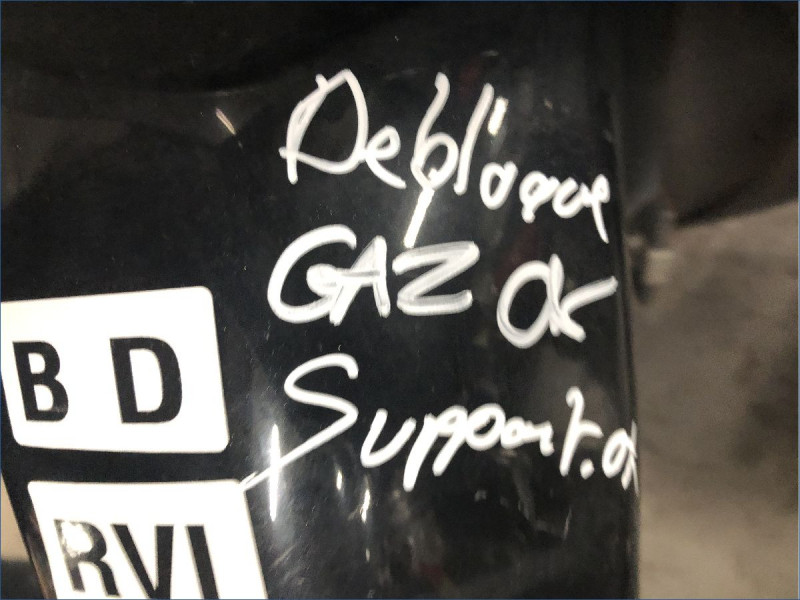 Debloque
GAZ ok
Support.ok
B D
RVI